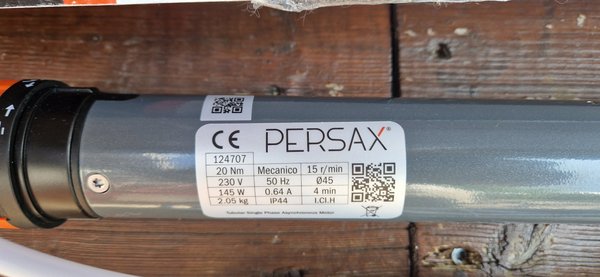 CE PERSAX®
124707
20 Nm Mecanico 15 r/min
230 V 50 Hz Ø45
145 W 0.64 A 4 min
2.05 kg IP44 I.Cl.H
Tubular Single Phase Asynchronous Motor